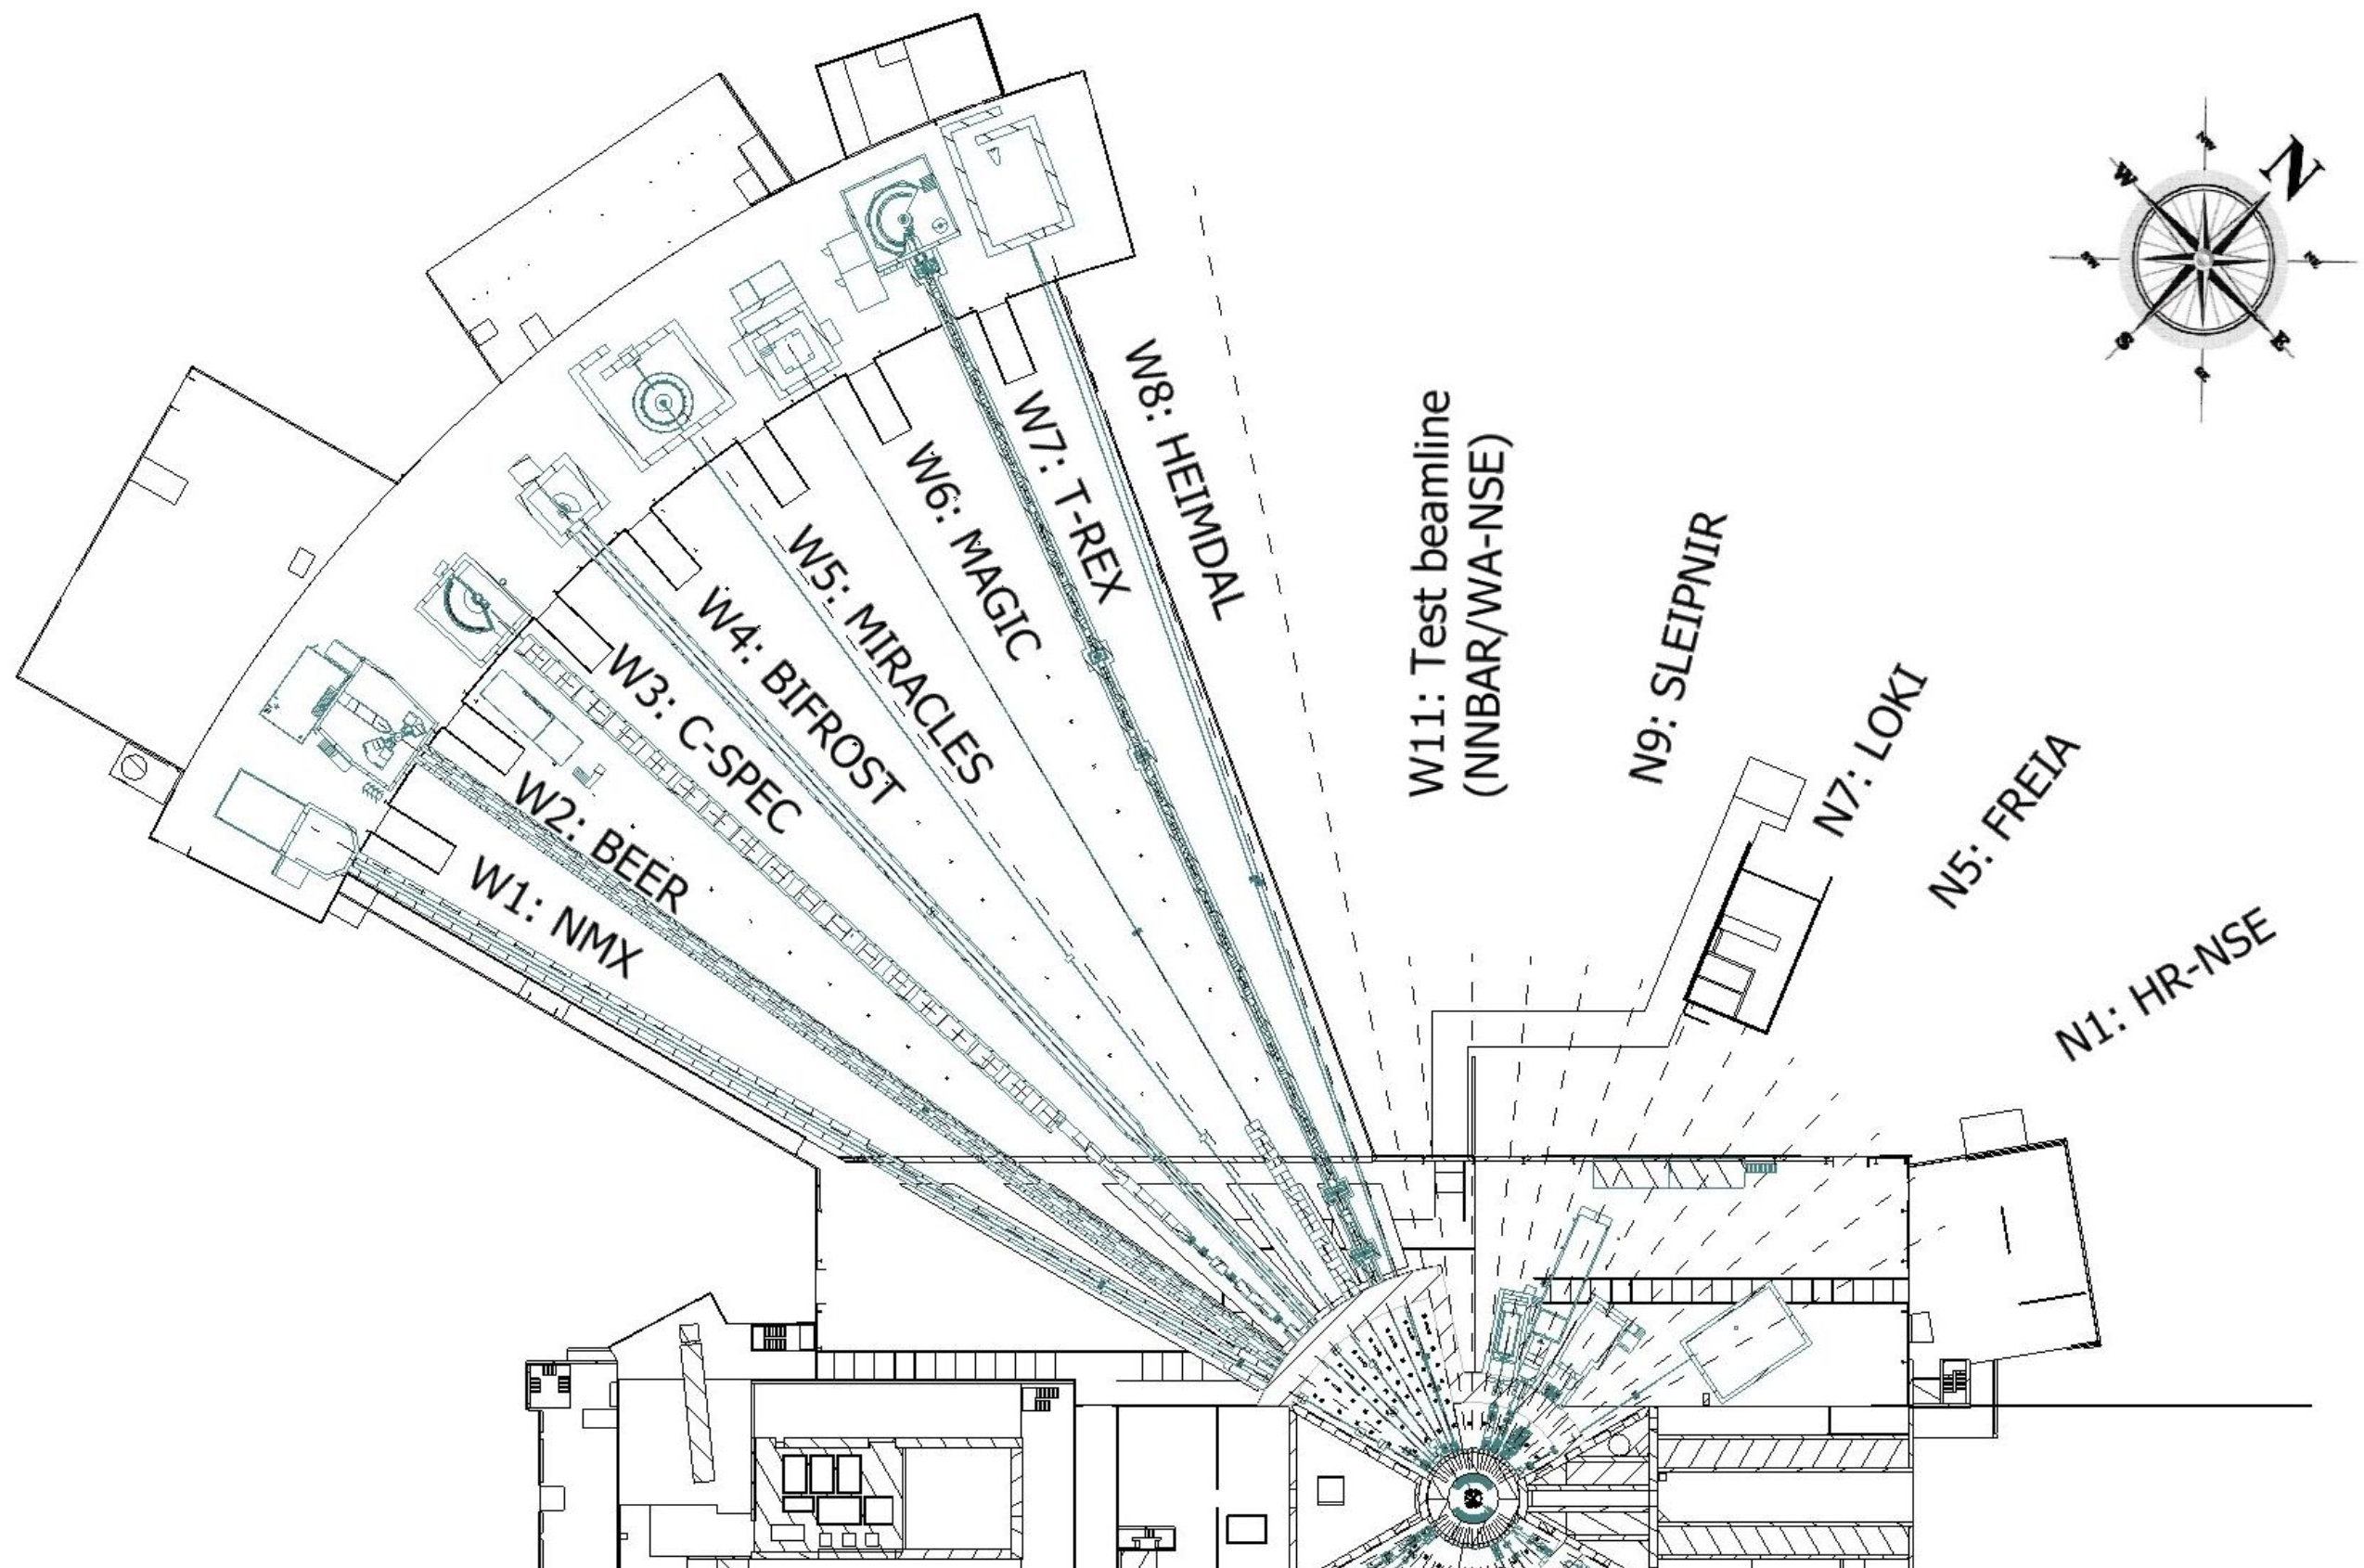 W1: NMX
W2: BEER
W3: C-SPEC
W4: BIFROST
W5: MIRACLES
W6: MAGIC
W7: T-REX
W8: HEIMDAL
W11: Test beamline
(NNBAR/WA-NSE)
N9: SLEIPNIR
N7: LOKI
N5: FREIA
N1: HR-NSE
N
W
S
E